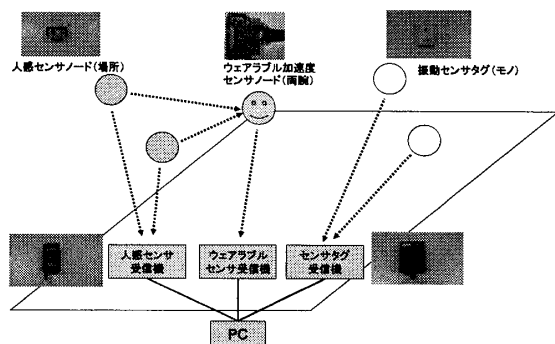 人感センサノード(場所)
ウェアラブル加速度
センサノード(両腕)
振動センサタグ(モノ)
人感センサ
受信機
ウェアラブル
センサ受信機
センサタグ
受信機
PC